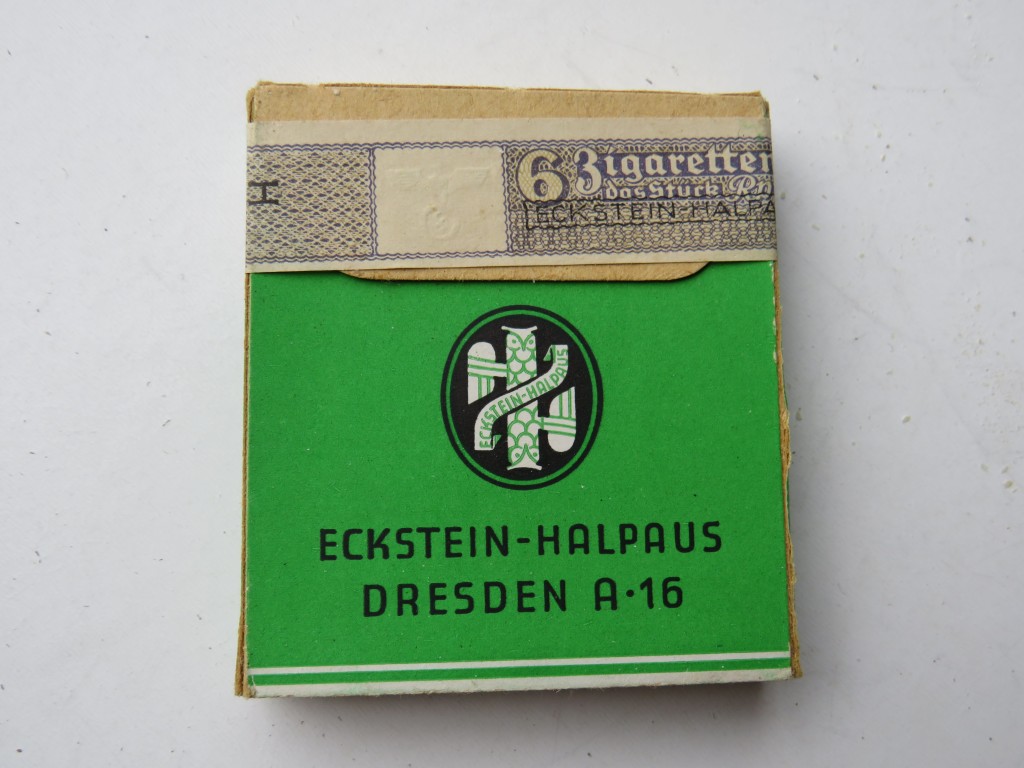 H
6 Zigaretten
das Stück
ECKSTEIN-HALPA
ECKSTEIN-HALPAUS
ECKSTEIN-HALPAUS
DRESDEN A·16